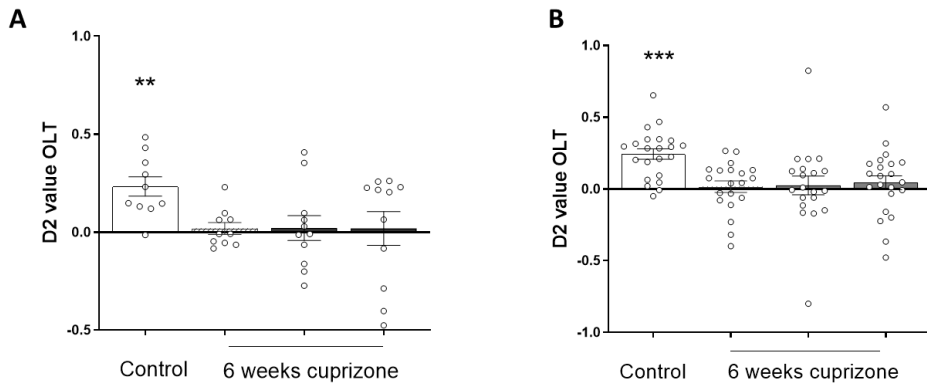 A
D2 value OLT
1.0
0.5
0.0
-0.5
**
Control
6 weeks cuprizone
B
D2 value OLT
1.0
0.5
0.0
-0.5
-1.0
***
Control
6 weeks cuprizone